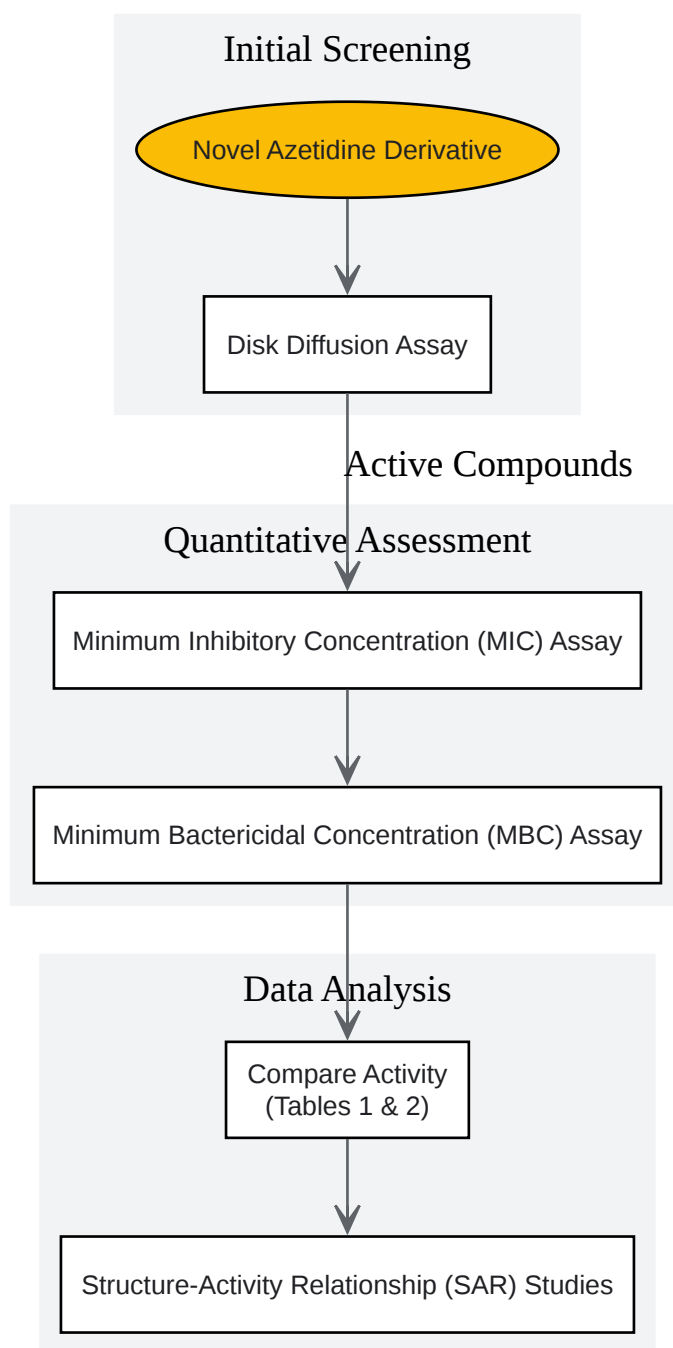 Initial Screening
Novel Azetidine Derivative
Disk Diffusion Assay
Active Compounds
Quantitative Assessment
Minimum Inhibitory Concentration (MIC) Assay
Minimum Bactericidal Concentration (MBC) Assay
Data Analysis
Compare Activity
(Tables 1 & 2)
Structure-Activity Relationship (SAR) Studies